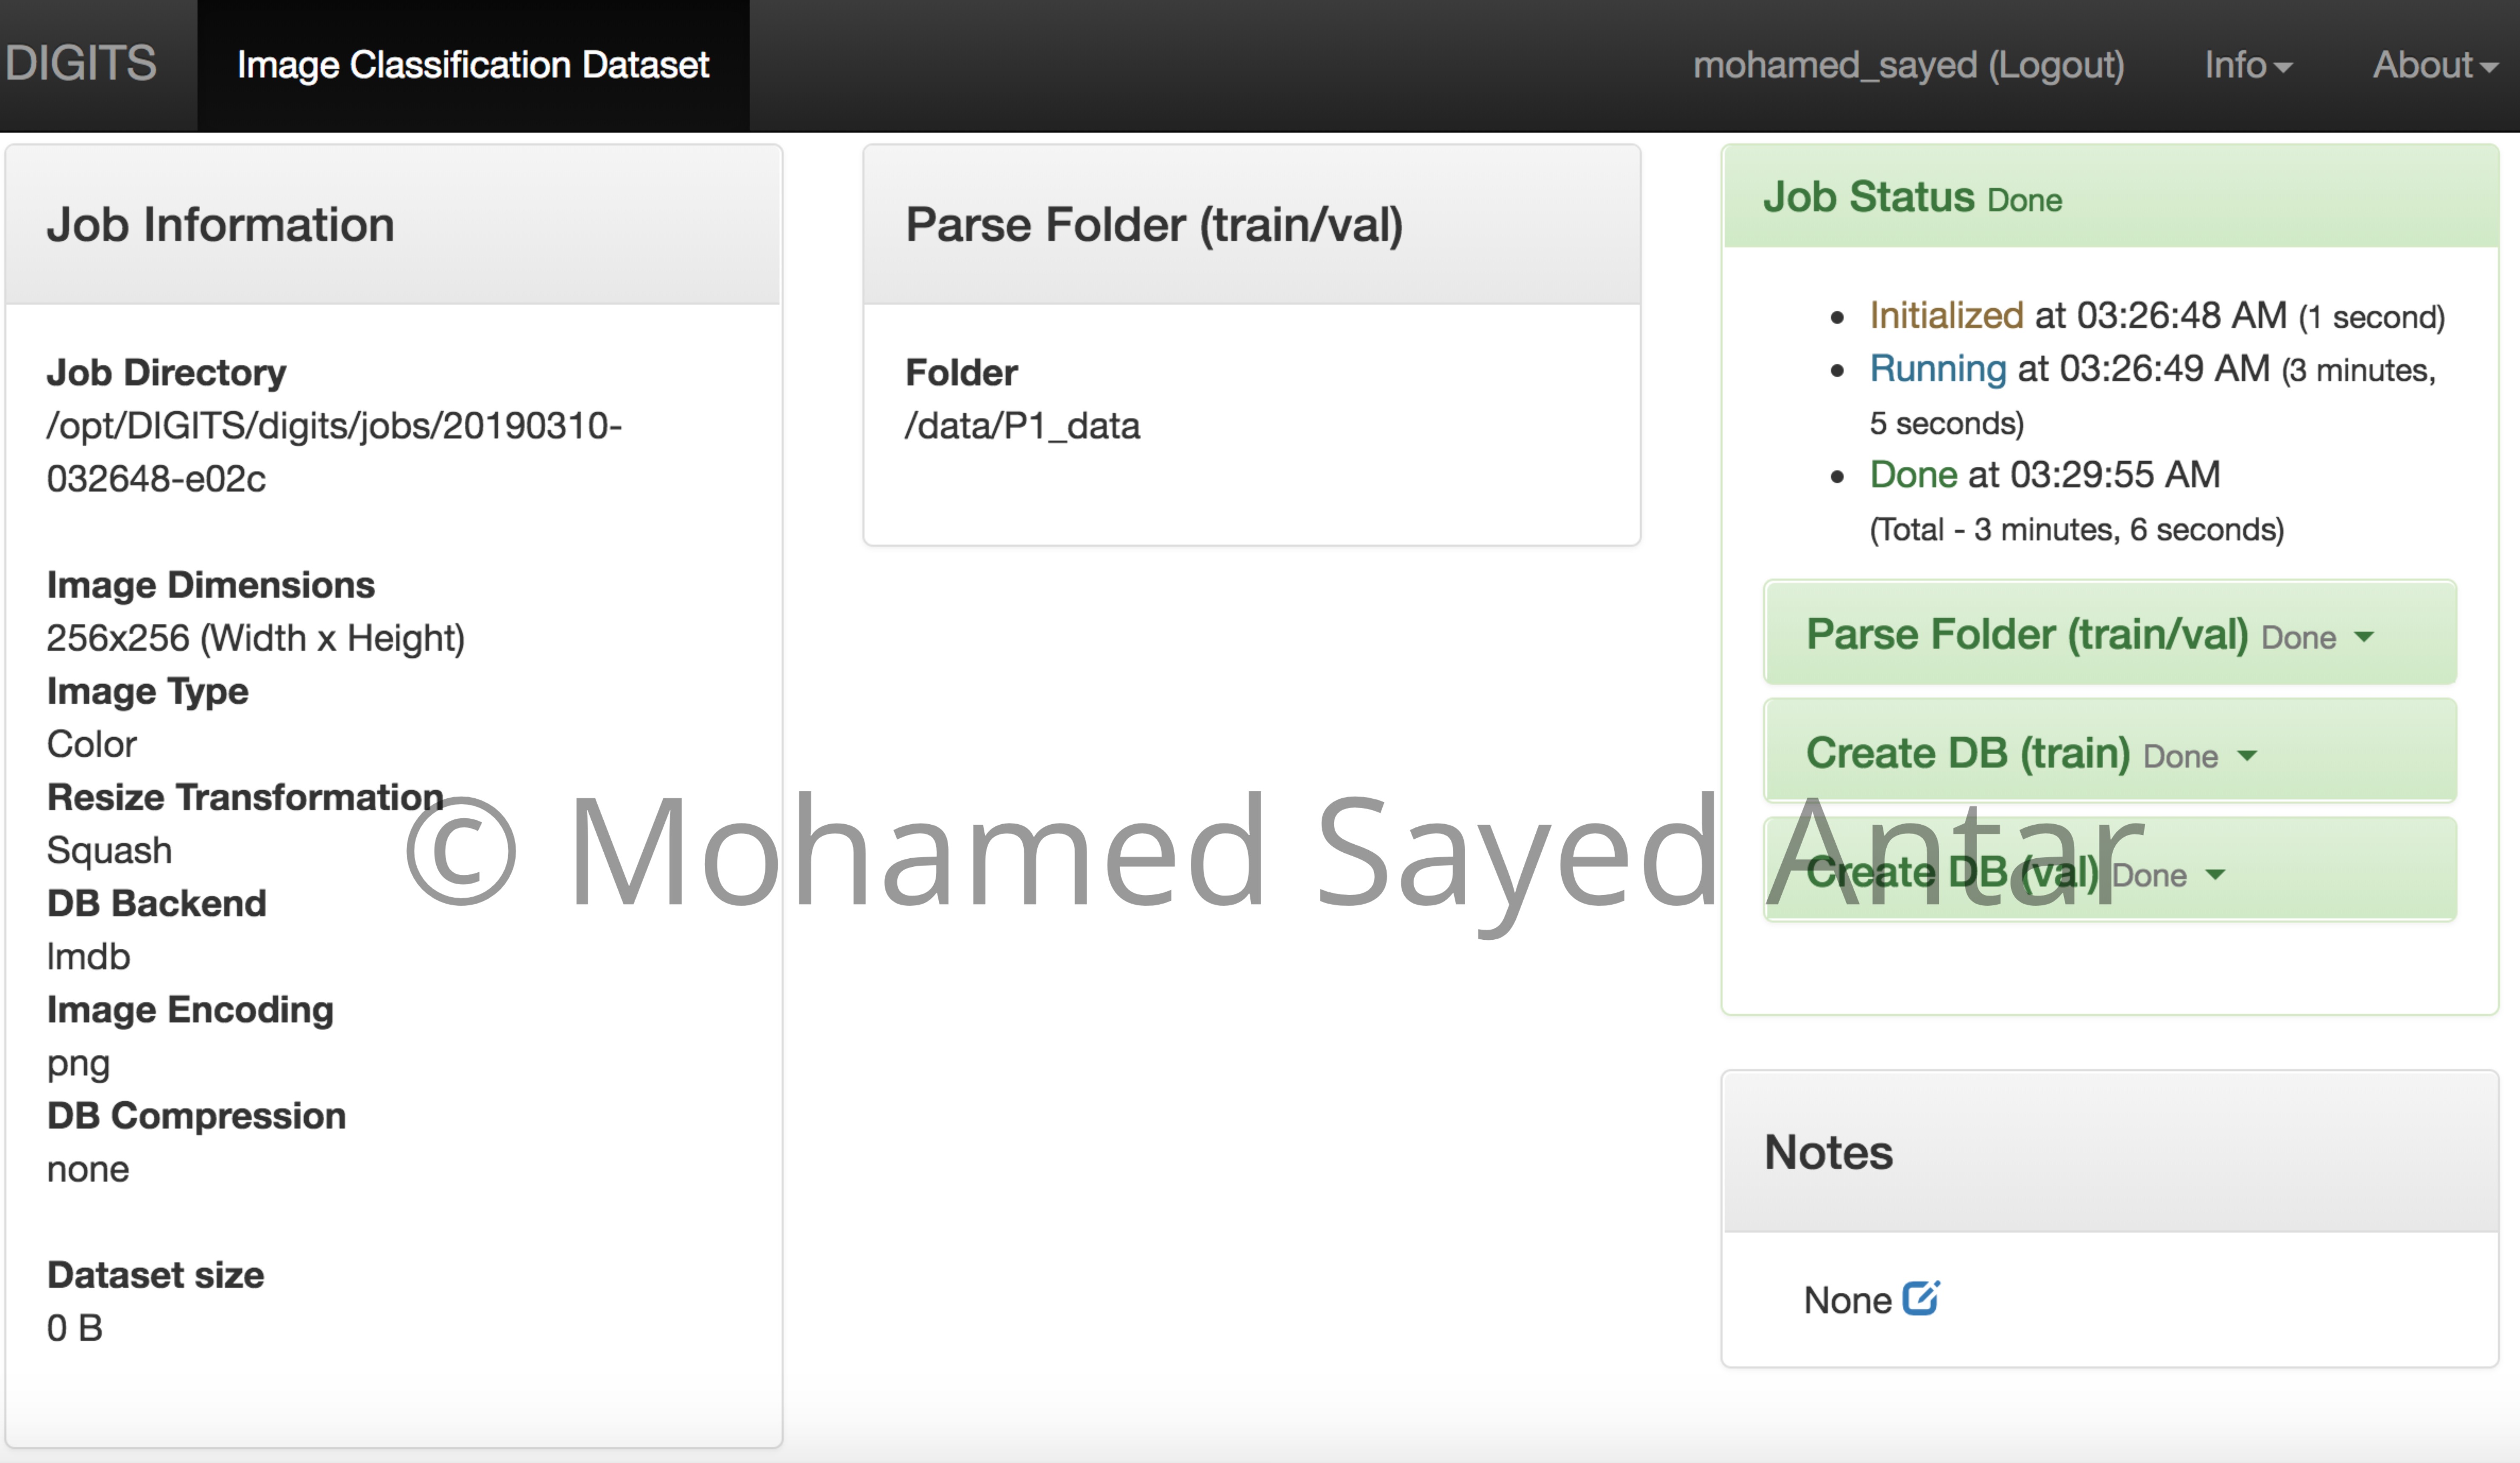 DIGITS
Image Classification Dataset
mohamed_sayed (Logout)
Info
About
Job Information
Job Directory
/opt/DIGITS/digits/jobs/20190310-
032648-e02c
Image Dimensions
256x256 (Width x Height)
Image Type
Color
Resize Transformation
Squash
DB Backend
lmdb
Image Encoding
png
DB Compression
none
Dataset size
0 B
Parse Folder (train/val)
Folder
/data/P1_data
Job Status Done
Initialized at 03:26:48 AM (1 second)
Running at 03:26:49 AM (3 minutes,
5 seconds)
Done at 03:29:55 AM
(Total - 3 minutes, 6 seconds)
Parse Folder (train/val) Done
Create DB (train) Done
Create DB (val) Done
Notes
None
© Mohamed Sayed Antar